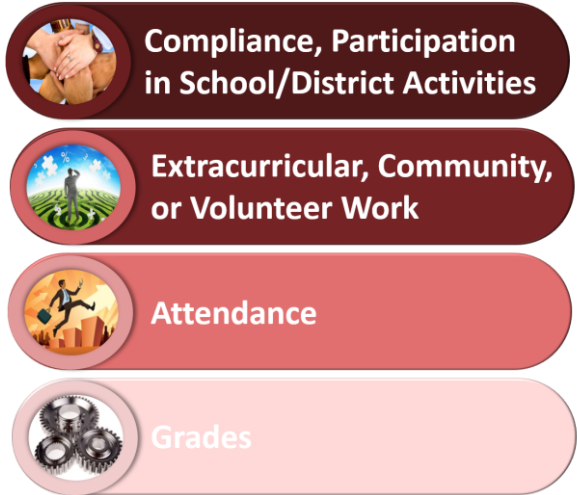 Compliance, Participation
in School/District Activities
Extracurricular, Community,
or Volunteer Work
Attendance
Grades